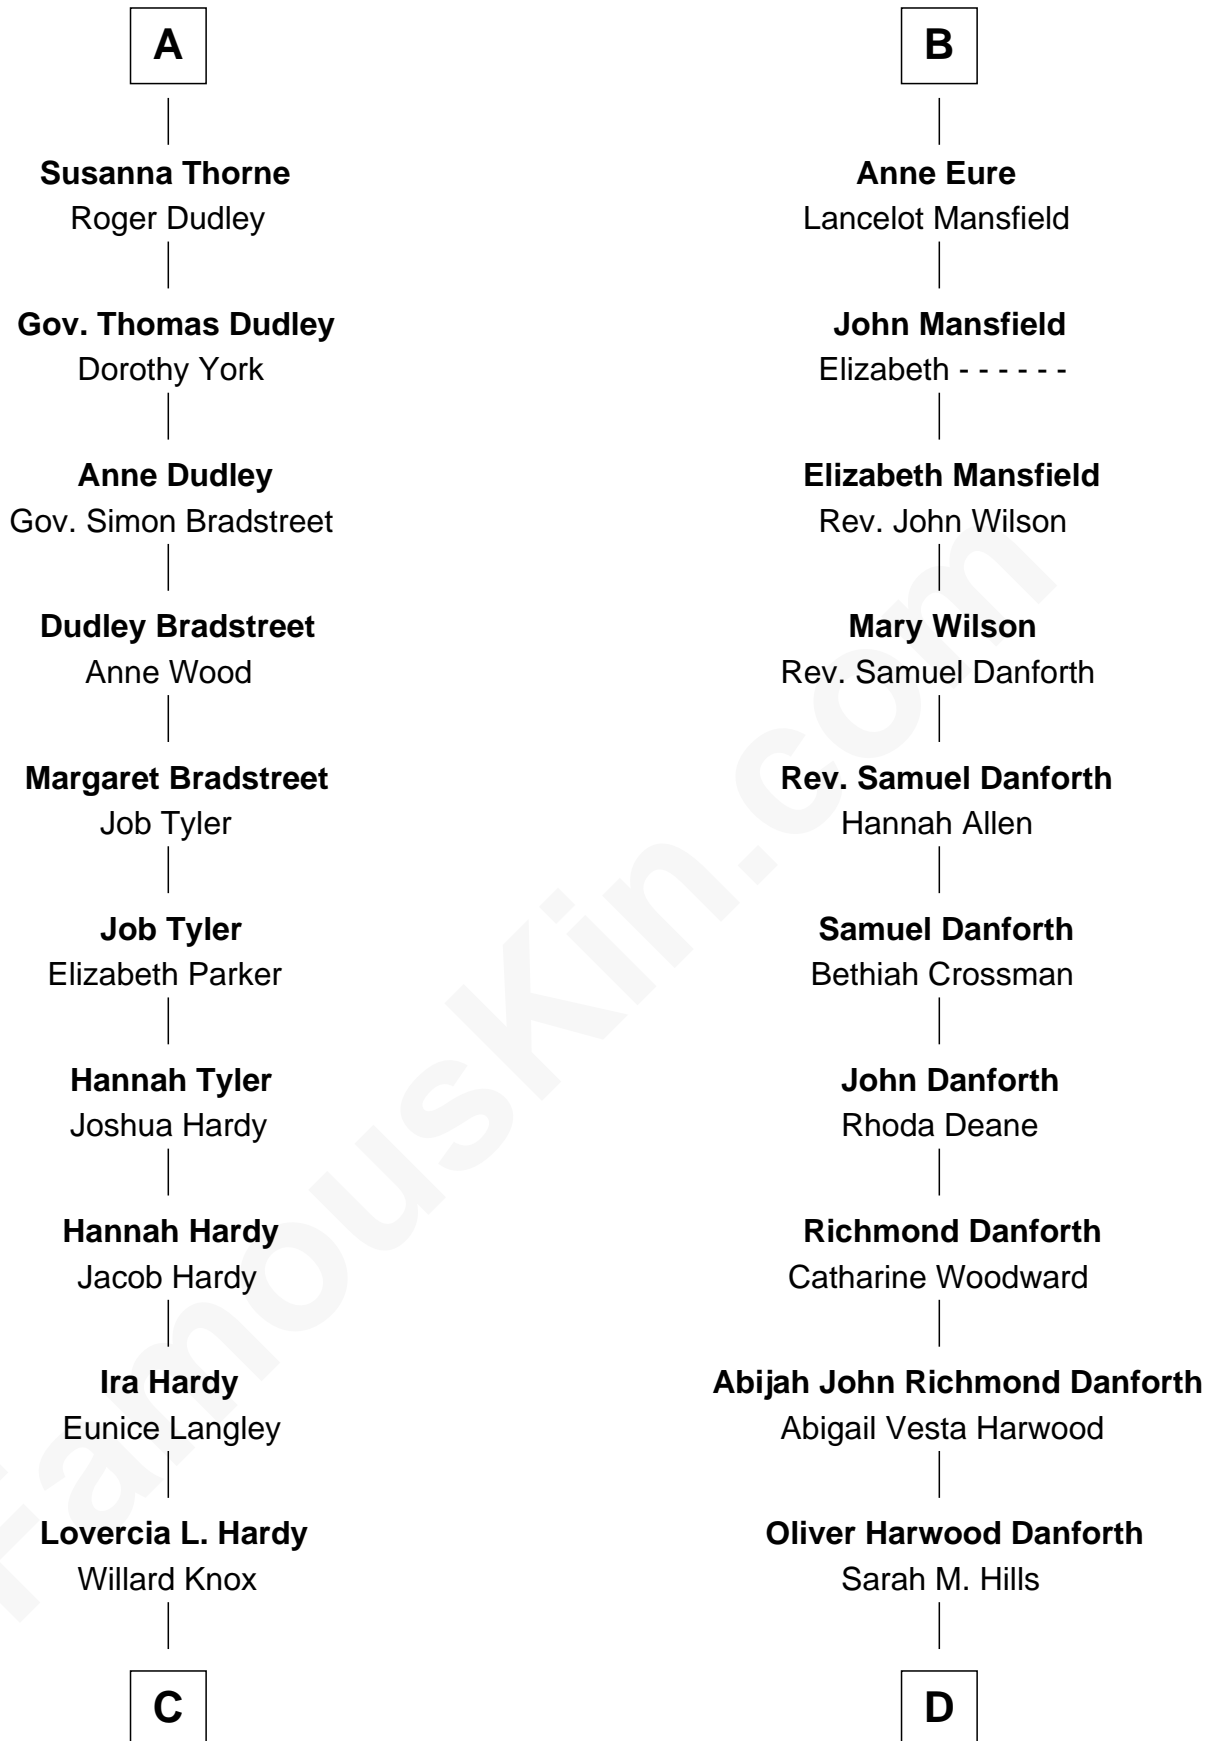 A
Susanna Thorne
Roger Dudley
Gov. Thomas Dudley
Dorothy York
Anne Dudley
Gov. Simon Bradstreet
Dudley Bradstreet
Anne Wood
Margaret Bradstreet
Job Tyler
Job Tyler
Elizabeth Parker
Hannah Tyler
Joshua Hardy
Hannah Hardy
Jacob Hardy
Ira Hardy
Eunice Langley
Lovercia L. Hardy
Willard Knox
C
B
Anne Eure
Lancelot Mansfield
John Mansfield
Elizabeth - - - - - -
Elizabeth Mansfield
Rev. John Wilson
Mary Wilson
Rev. Samuel Danforth
Rev. Samuel Danforth
Hannah Allen
Samuel Danforth
Bethiah Crossman
John Danforth
Rhoda Deane
Richmond Danforth
Catharine Woodward
Abijah John Richmond Danforth
Abigail Vesta Harwood
Oliver Harwood Danforth
Sarah M. Hills
D
FamousKin.com